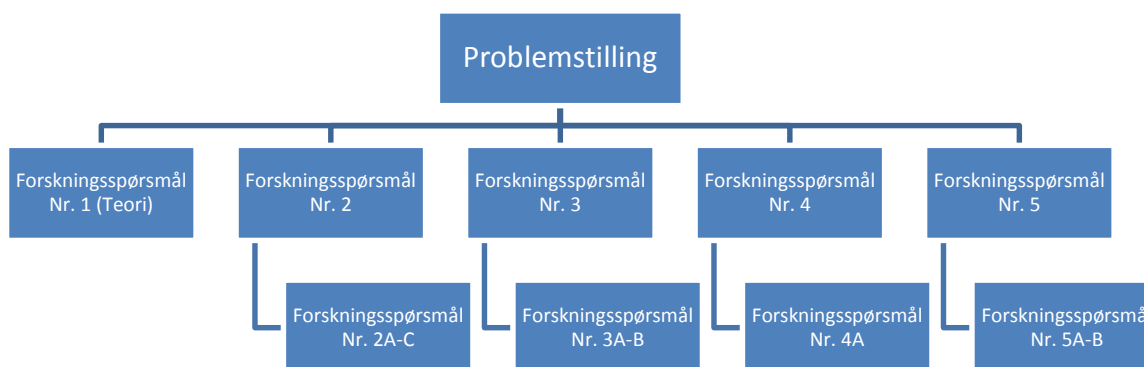 Problemstilling
Forskningsspørsmål
Nr. 1 (Teori)
Forskningsspørsmål
Nr. 2
Forskningsspørsmål
Nr. 3
Forskningsspørsmål
Nr. 4
Forskningsspørsmål
Nr. 5
Forskningsspørsmål
Nr. 2A-C
Forskningsspørsmål
Nr. 3A-B
Forskningsspørsmål
Nr. 4A
Forskningsspørsmål
Nr. 5A-B